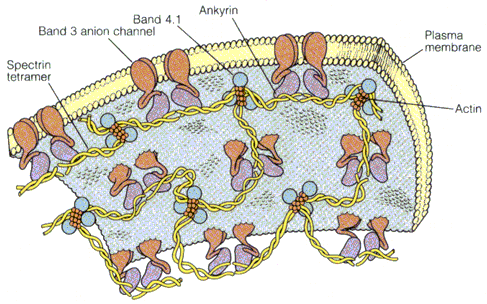 Ankyrin
Band 4.1
Band 3 anion channel
Plasma
membrane
Spectrin
tetramer
Actin